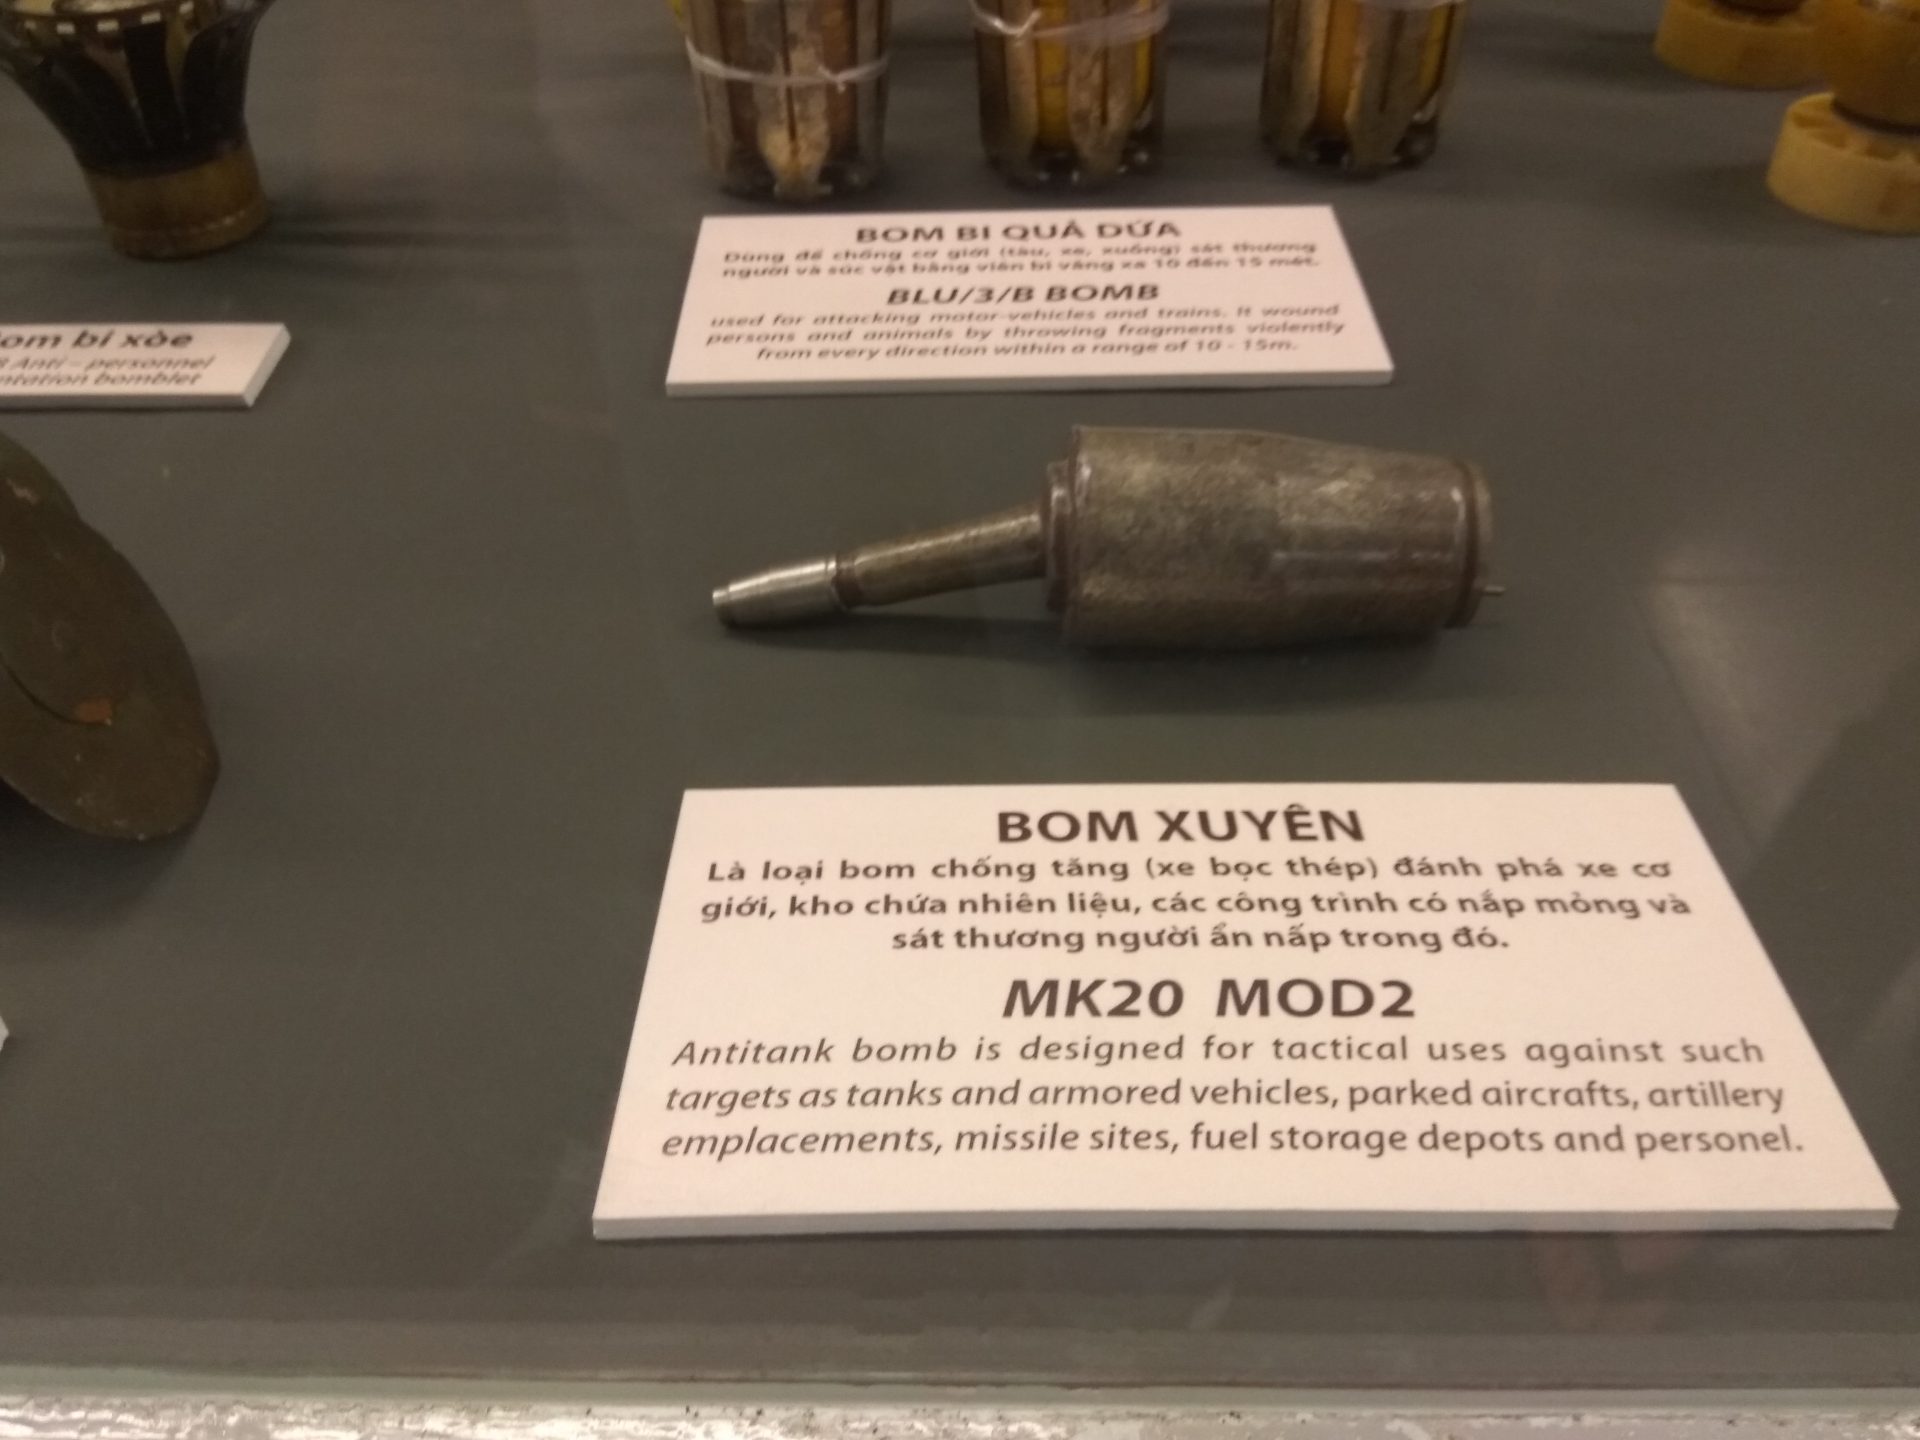 BOM BI QUẢ DỨA
Dùng để chống cơ giới (tàu, xe, xuồng) sát thương
người và súc vật bằng viên bi văng xa 10 đến 15 mét.
BLU/3/B BOMB
used for attacking motor-vehicles and trains. It wound
persons and animals by throwing fragments violently
from every direction within a range of 10 - 15m.
om bi xòe
Anti – personnel
ntation bomblet
BOM XUYÊN
Là loại bom chống tăng (xe bọc thép) đánh phá xe cơ
giới, kho chứa nhiên liệu, các công trình có nắp mỏng và
sát thương người ẩn nấp trong đó.
MK20 MOD2
Antitank bomb is designed for tactical uses against such
targets as tanks and armored vehicles, parked aircrafts, artillery
emplacements, missile sites, fuel storage depots and personel.